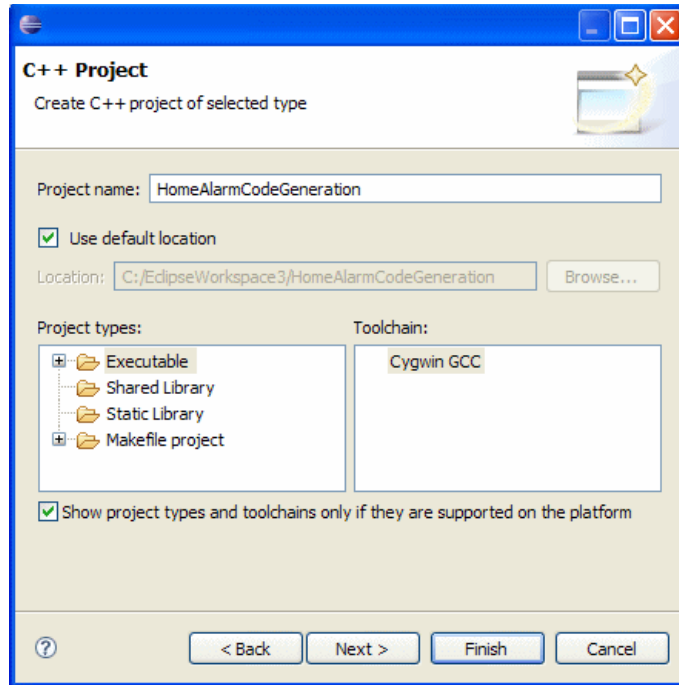 C++ Project
Create C++ project of selected type
Project name: HomeAlarmCodeGeneration
Use default location
Location: C:/EclipseWorkspace3/HomeAlarmCodeGeneration Browse...
Project types: Toolchain:
Executable Cygwin GCC
Shared Library
Static Library
Makefile project
Show project types and toolchains only if they are supported on the platform
? < Back Next > Finish Cancel